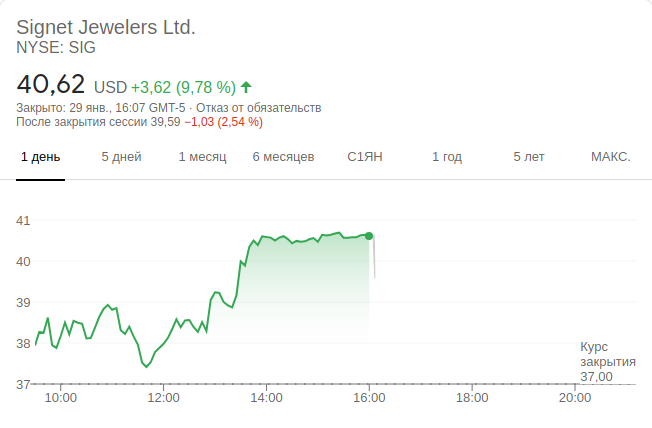 Signet Jewelers Ltd.
NYSE: SIG
40,62 USD +3,62 (9,78 %)
Закрыто: 29 янв., 16:07 GMT-5 · Отказ от обязательств
После закрытия сессии 39,59 −1,03 (2,54 %)
1 день 5 дней 1 месяц 6 месяцев С1ЯН 1 год 5 лет МАКС.
41
40
39
38
Курс
закрытия
37,00
37
10:00 12:00 14:00 16:00 18:00 20:00